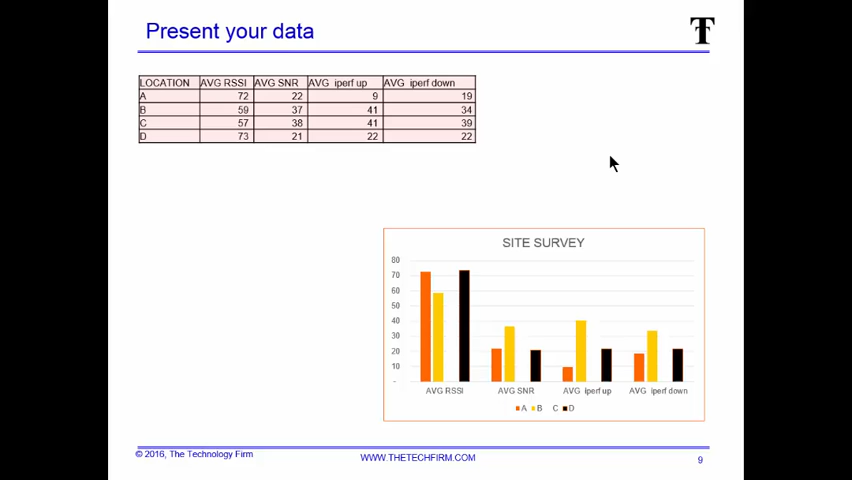 Present your data
T
LOCATION AVG RSSI AVG SNR AVG iperf up AVG iperf down
A 72 22 9 19
B 59 37 41 34
C 57 38 41 39
D 73 21 22 22
SITE SURVEY
80
70
60
50
40
30
20
10
-
AVG RSSI AVG SNR AVG iperf up AVG iperf down
A B C D
© 2016, The Technology Firm WWW.THETECHFIRM.COM 9